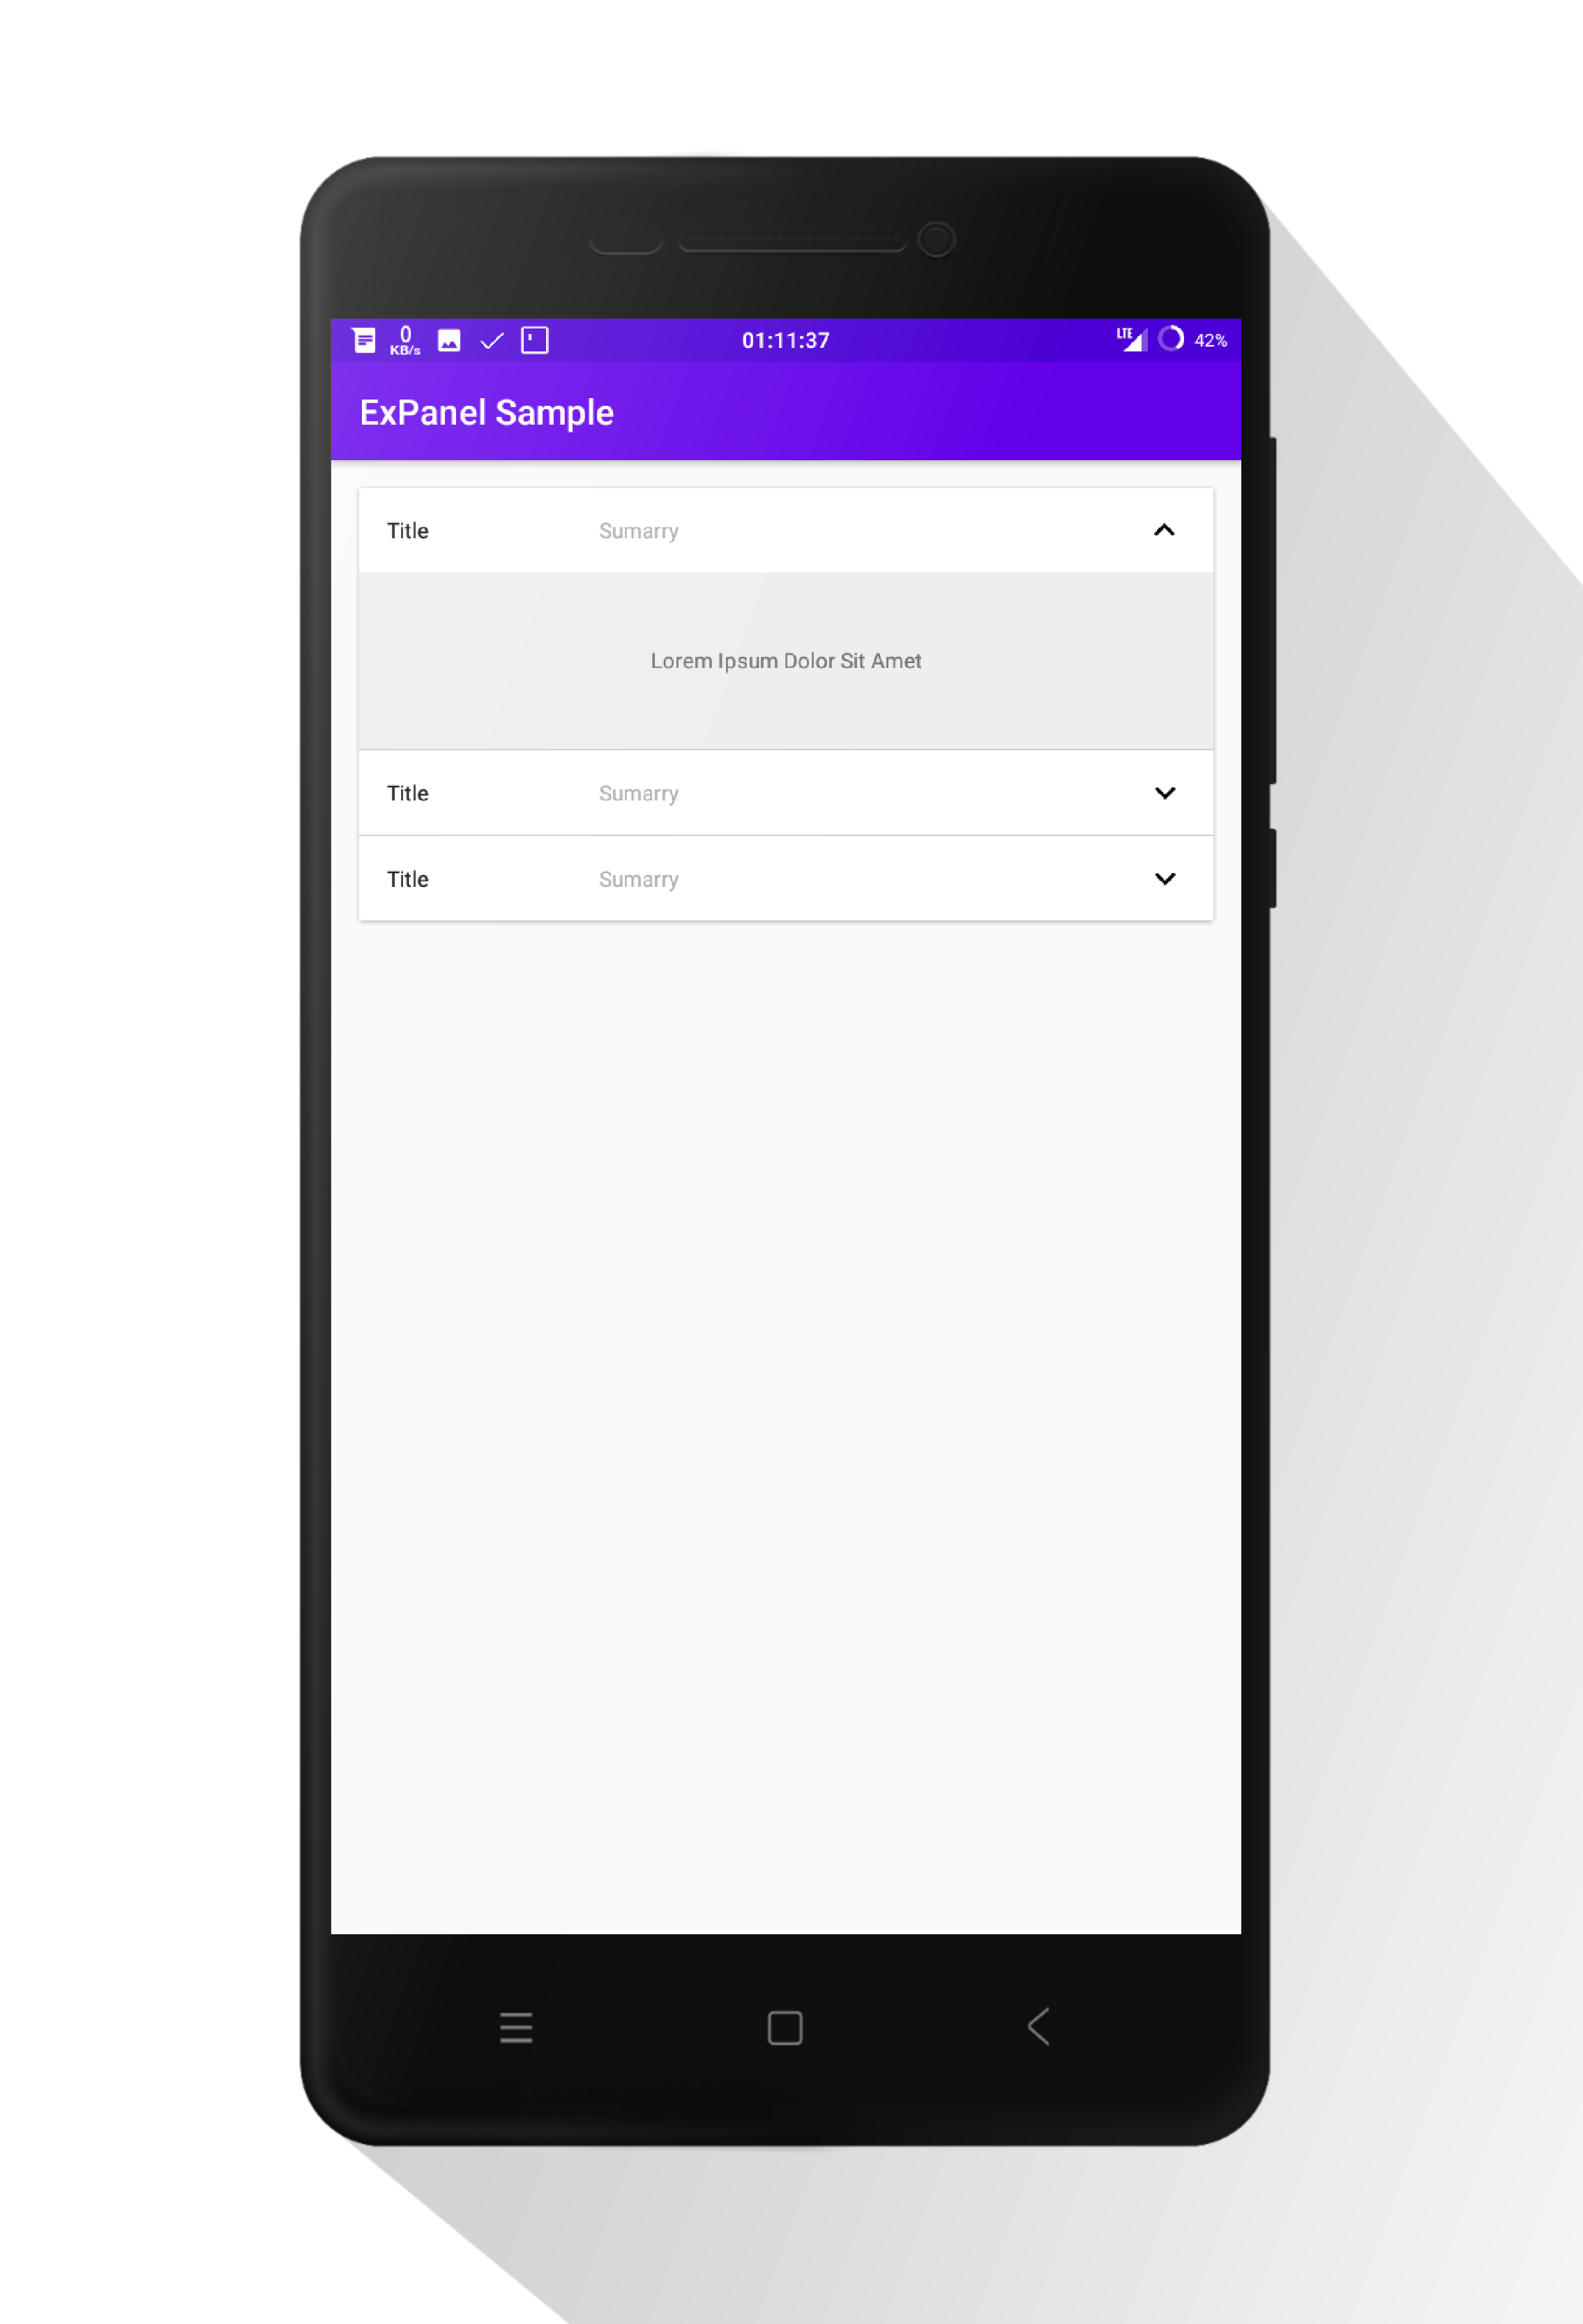 0
KB/s
01:11:37
LTE
42%
ExPanel Sample
Title Sumarry
Lorem Ipsum Dolor Sit Amet
Title Sumarry
Title Sumarry